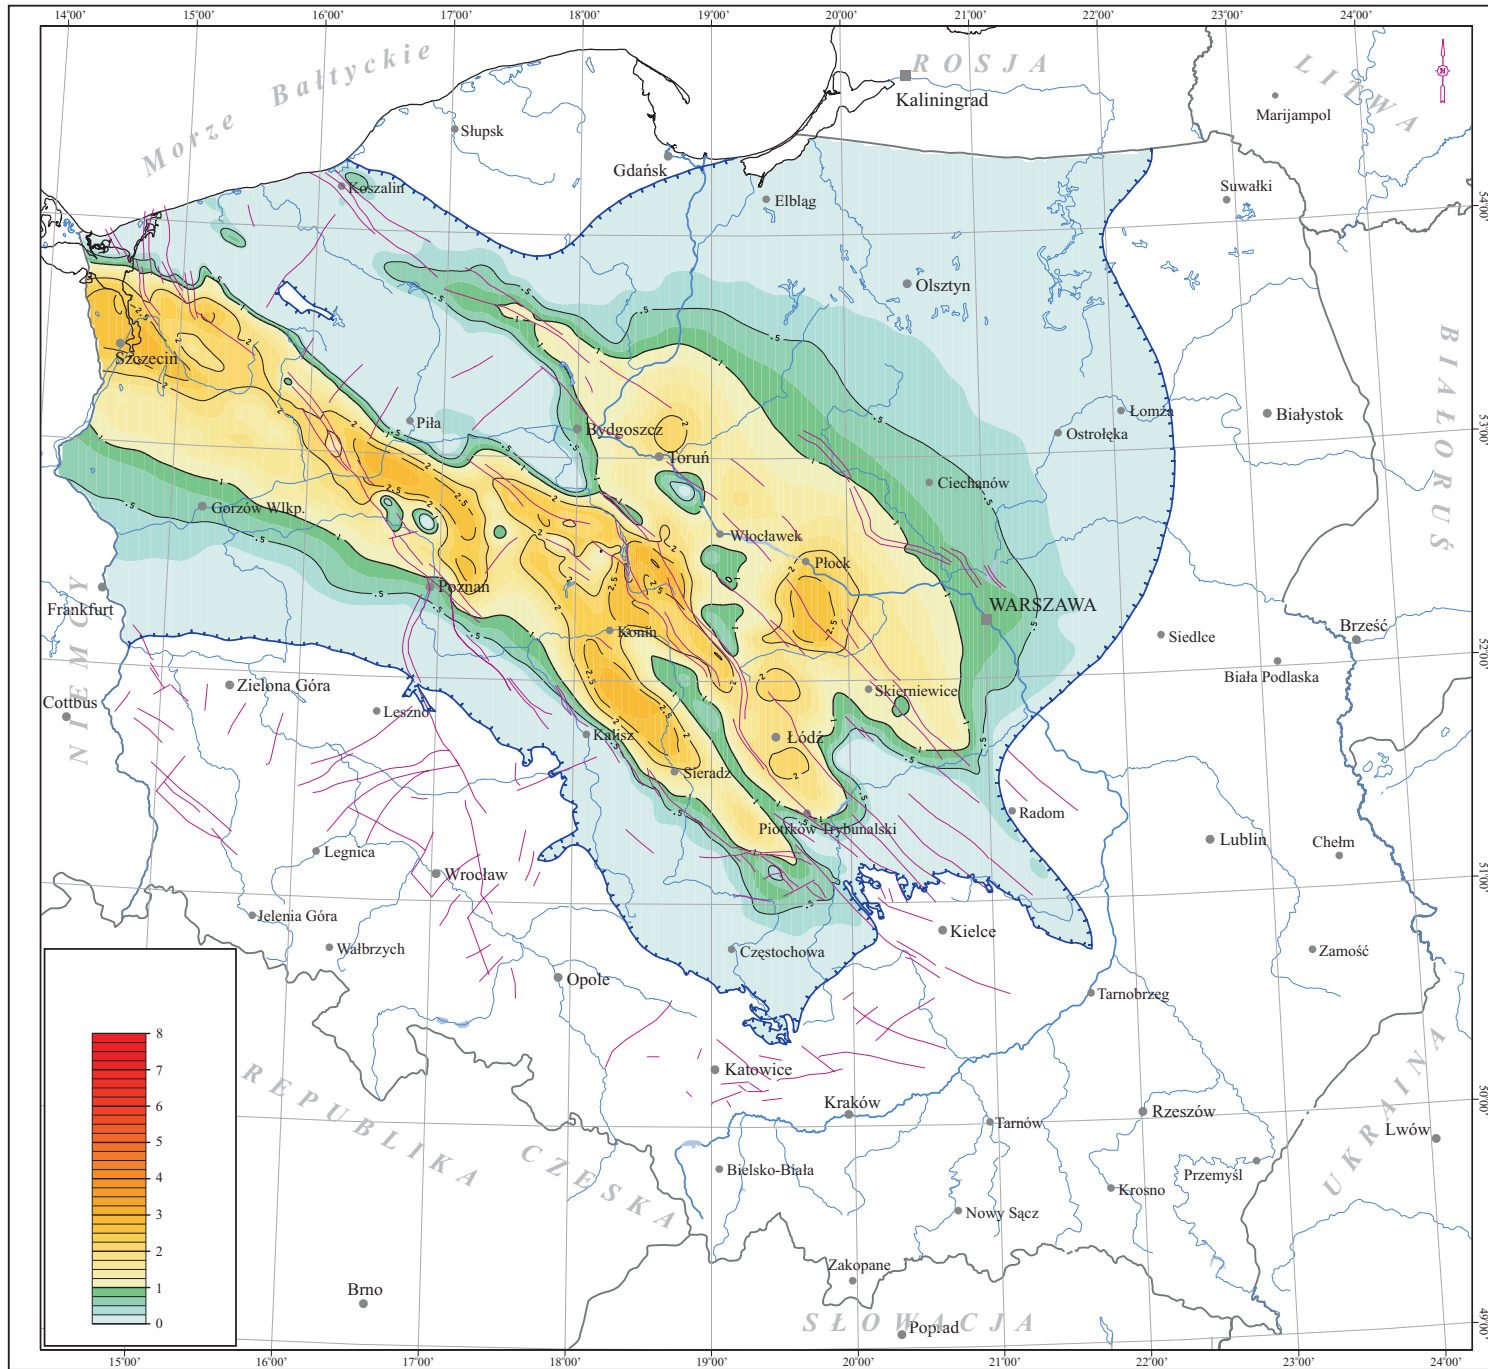 14°00' 15°00' 16°00' 17°00' 18°00' 19°00' 20°00' 21°00' 22°00' 23°00' 24°00'
Morze Bałtyckie
ROSJA
LITWA
N
Kaliningrad
Marijampol
Słupsk
Gdańsk
Koszalin
Elbląg
Suwałki
54°00'
Olsztyn
BIAŁORUŚ
Szczecin
Piła
Bydgoszcz
Łomża
Białystok
Ostrołęka
53°00'
Toruń
Gorzów Wlkp.
Ciechanów
Włocławek
Płock
NIEMCY
Frankfurt
Poznań
WARSZAWA
Konin
Siedlce
Brześć
52°00'
Biała Podlaska
Zielona Góra
Skierniewice
Cottbus
Leszno
Kalisz
Łódź
Sieradz
Radom
Piotrków Trybunalski
Lublin
Chełm
Legnica
Wrocław
51°00'
Jelenia Góra
Kielce
Wałbrzych
Częstochowa
Zamość
Opole
Tarnobrzeg
8
7
6
5
4
3
2
1
0
REPUBLIKA CZESKA
Katowice
Kraków
Rzeszów
50°00'
Tarnów
Lwów
UKRAINA
Bielsko-Biała
Przemyśl
Krosno
Nowy Sącz
Zakopane
Brno
SŁOWACJA
Poprad
49°00'
15°00' 16°00' 17°00' 18°00' 19°00' 20°00' 21°00' 22°00' 23°00' 24°00'